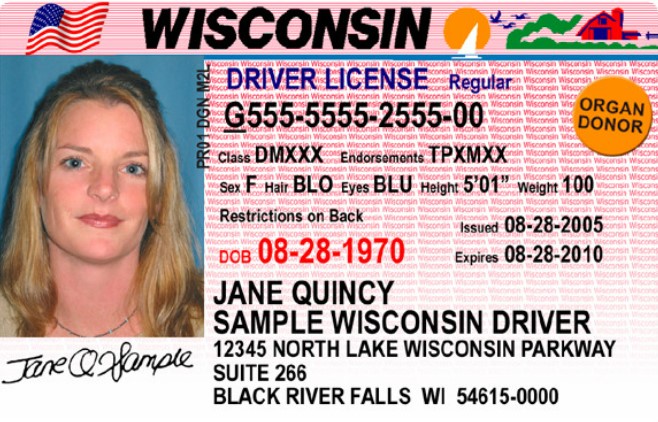 WISCONSIN
DRIVER LICENSE Regular
G555-5555-2555-00
ORGAN
DONOR
PR01 DGN M2L
Class DMXXX Endorsements TPXMXX
Sex F Hair BLO Eyes BLU Height 5'01" Weight 100
Restrictions on Back
Issued 08-28-2005
DOB 08-28-1970
Expires 08-28-2010
JANE QUINCY
SAMPLE WISCONSIN DRIVER
12345 NORTH LAKE WISCONSIN PARKWAY
SUITE 266
BLACK RIVER FALLS WI 54615-0000
Jane Q Sample